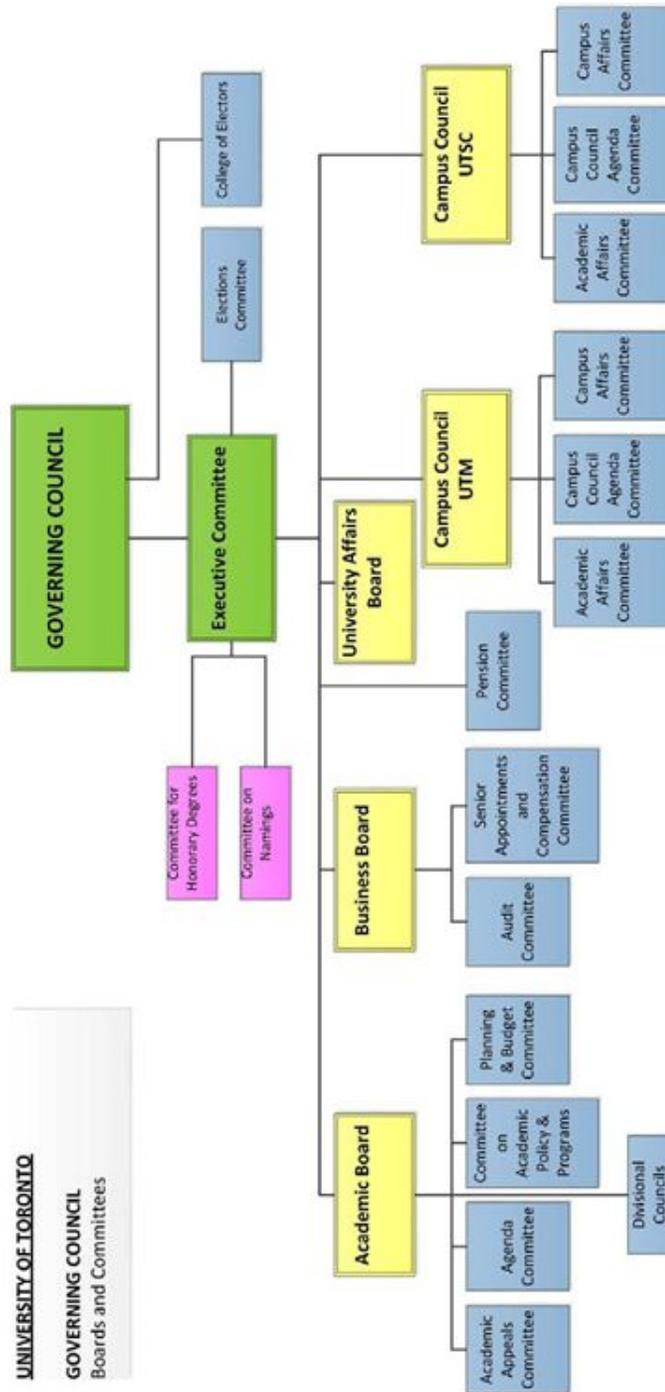 UNIVERSITY OF TORONTO
GOVERNING COUNCIL
Boards and Committees
GOVERNING COUNCIL
College of Electors
Committee for
Honorary Degrees
Committee on
Namings
Executive Committee
Elections
Committee
Academic Board
Business Board
University Affairs
Board
Campus Council
UTM
Campus Council
UTSC
Academic
Appeals
Committee
Agenda
Committee
Committee
on
Academic
Policy &
Programs
Planning
& Budget
Committee
Divisional
Councils
Audit
Committee
Senior
Appointments
and
Compensation
Committee
Pension
Committee
Academic
Affairs
Committee
Campus
Council
Agenda
Committee
Campus
Affairs
Committee
Academic
Affairs
Committee
Campus
Council
Agenda
Committee
Campus
Affairs
Committee